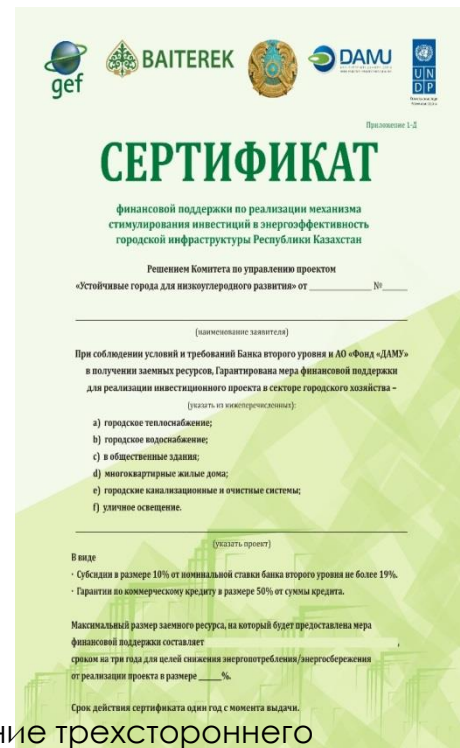 gef
BAITEREK
DAMU
U N
D P
Приложение 1-Д
СЕРТИФИКАТ
финансовой поддержки по реализации механизма
стимулирования инвестиций в энергоэффективность
городской инфраструктуры Республики Казахстан
Решением Комитета по управлению проектом
«Устойчивые города для низкоуглеродного развития» от _______________ №______
(наименование заявителя)
При соблюдении условий и требований Банка второго уровня и АО «Фонд «ДАМУ»
в получении заемных ресурсов, Гарантирована мера финансовой поддержки
для реализации инвестиционного проекта в секторе городского хозяйства –
(указать из нижеперечисленных):
a) городское теплоснабжение;
b) городское водоснабжение;
c) в общественные здания;
d) многоквартирные жилые дома;
e) городские канализационные и очистные системы;
f) уличное освещение.
(указать проект)
В виде
· Субсидии в размере 10% от номинальной ставки банка второго уровня не более 19%.
· Гарантии по коммерческому кредиту в размере 50% от суммы кредита.
Максимальный размер заемного ресурса, на который будет предоставлена мера
финансовой поддержки составляет _______________________________________,
сроком на три года для целей снижения энергопотребления/энергосбережения
от реализации проекта в размере _____%.
Срок действия сертификата один год с момента выдачи.
ние трехстороннего